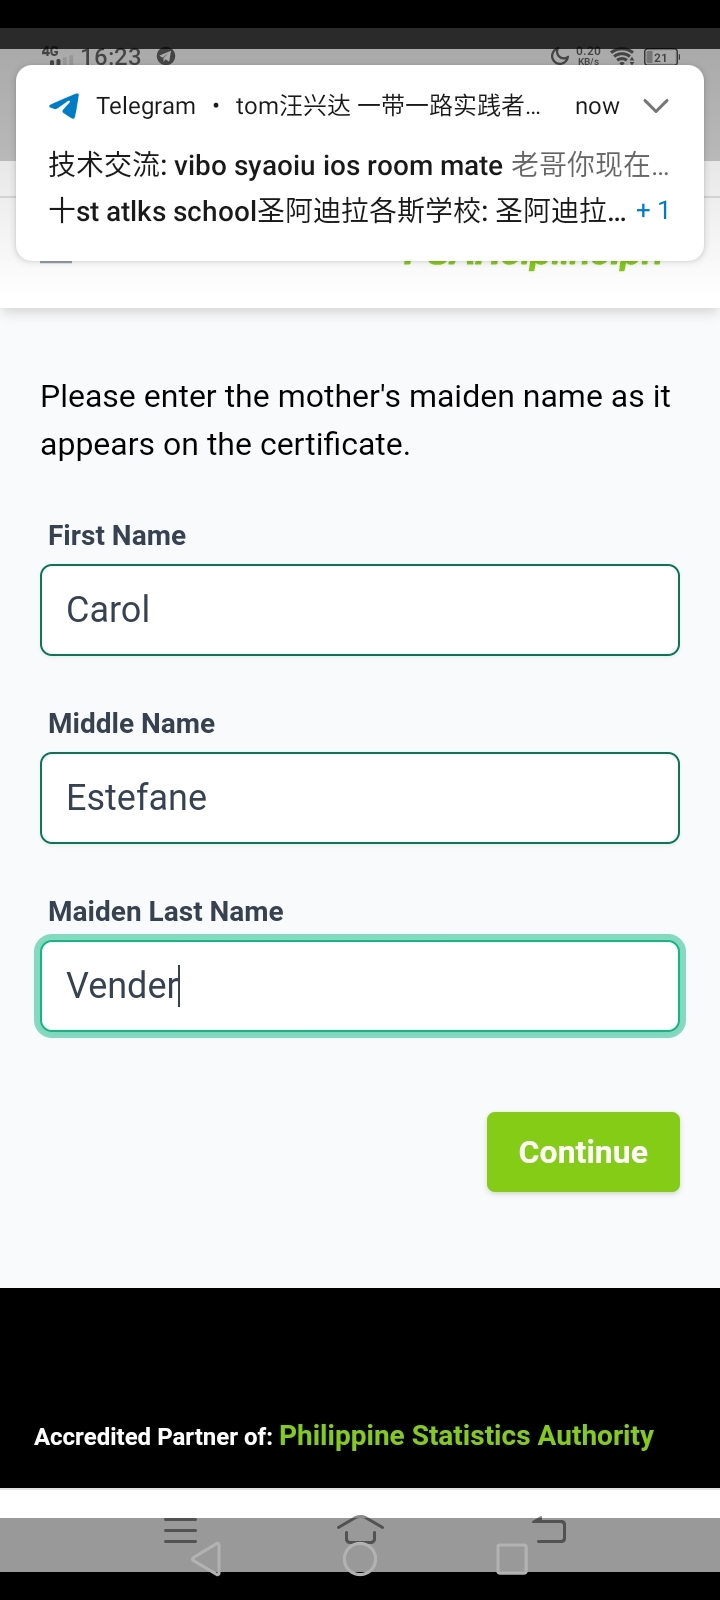 4G 16:23 0.20 KB/s 21
Telegram • tom汪兴达 一带一路实践者... now
技术交流: vibo syaoiu ios room mate 老哥你现在...
十st atlks school圣阿迪拉各斯学校: 圣阿迪拉... + 1
Please enter the mother's maiden name as it
appears on the certificate.
First Name
Carol
Middle Name
Estefane
Maiden Last Name
Vender
Continue
Accredited Partner of: Philippine Statistics Authority